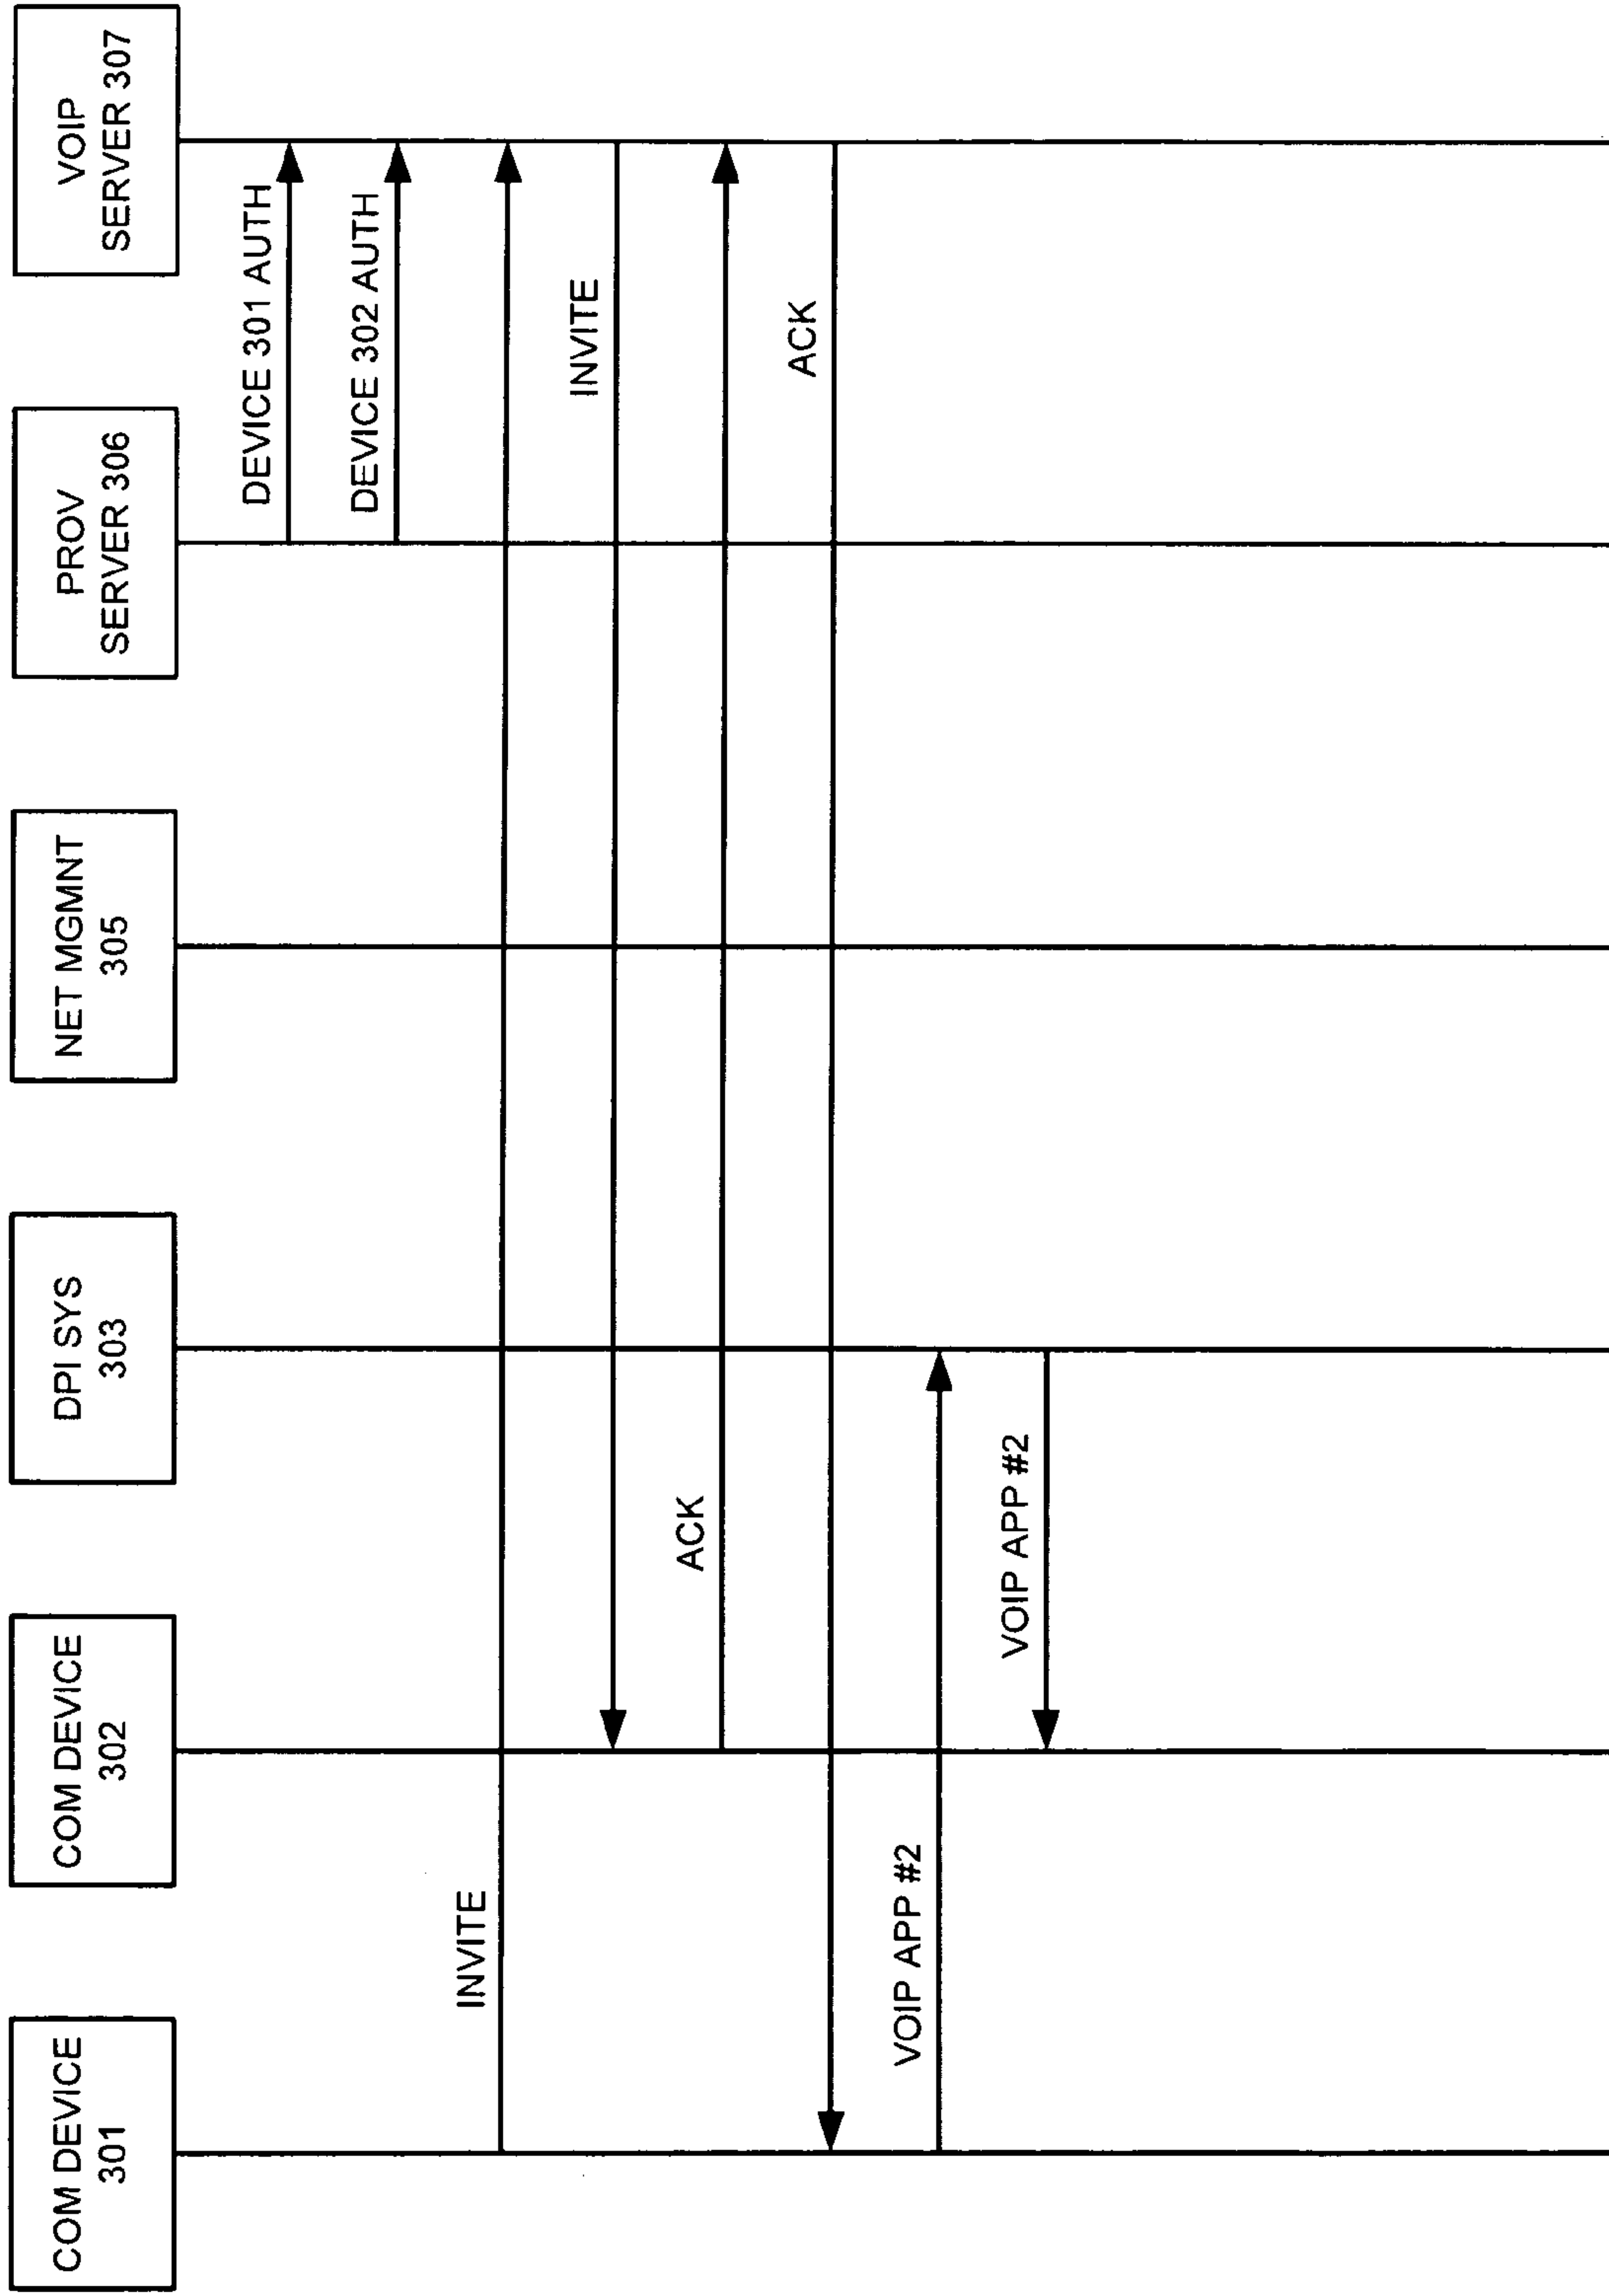 COM DEVICE
301
COM DEVICE
302
DPI SYS
303
NET MGMNT
305
PROV
SERVER 306
VOIP
SERVER 307
DEVICE 301 AUTH
DEVICE 302 AUTH
INVITE
INVITE
ACK
ACK
VOIP APP #2
VOIP APP #2